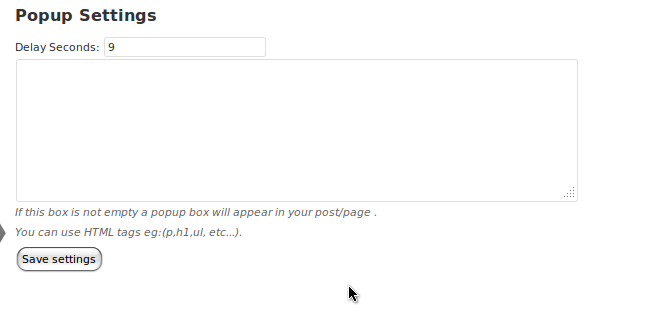 Popup Settings
Delay Seconds: 9
If this box is not empty a popup box will appear in your post/page .
You can use HTML tags eg:(p,h1,ul, etc...).
Save settings